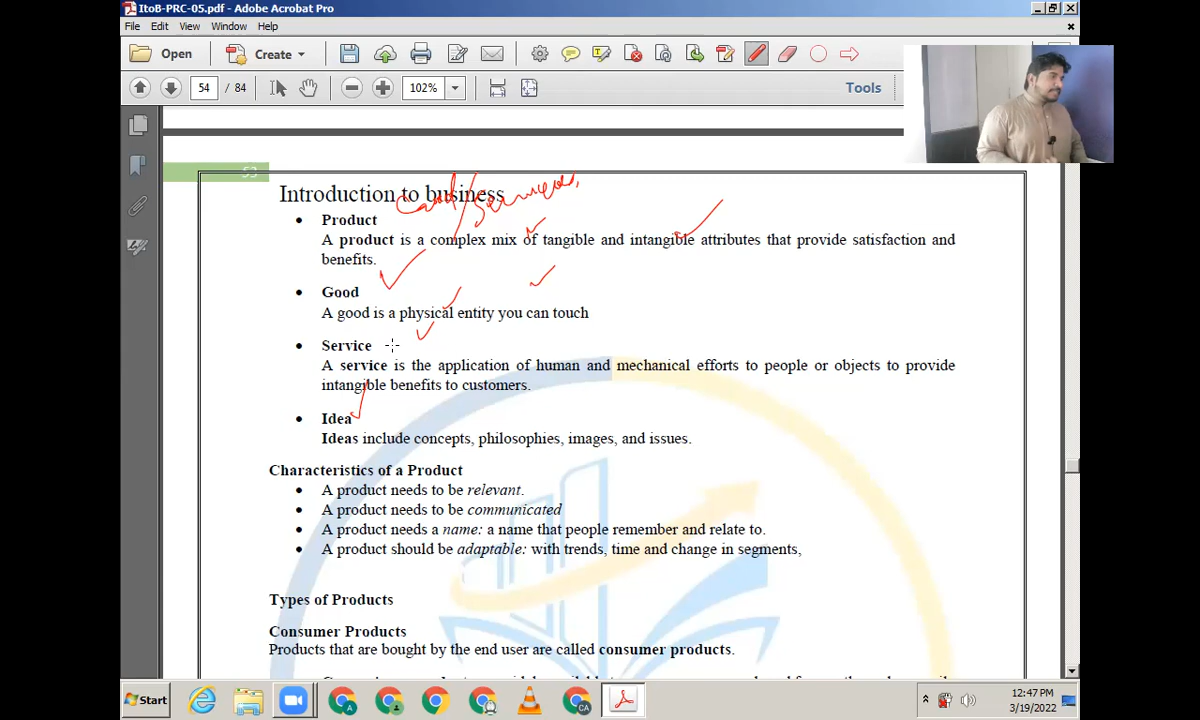 ItoB-PRC-05.pdf - Adobe Acrobat Pro
File Edit View Window Help
Open Create
54 / 84 102% Tools
53
Introduction to business
Services
• Product
A product is a complex mix of tangible and intangible attributes that provide satisfaction and
benefits.
• Good
A good is a physical entity you can touch
• Service
A service is the application of human and mechanical efforts to people or objects to provide
intangible benefits to customers.
• Idea
Ideas include concepts, philosophies, images, and issues.
Characteristics of a Product
• A product needs to be relevant.
• A product needs to be communicated
• A product needs a name: a name that people remember and relate to.
• A product should be adaptable: with trends, time and change in segments,
Types of Products
Consumer Products
Products that are bought by the end user are called consumer products.
Start
12:47 PM
3/19/2022